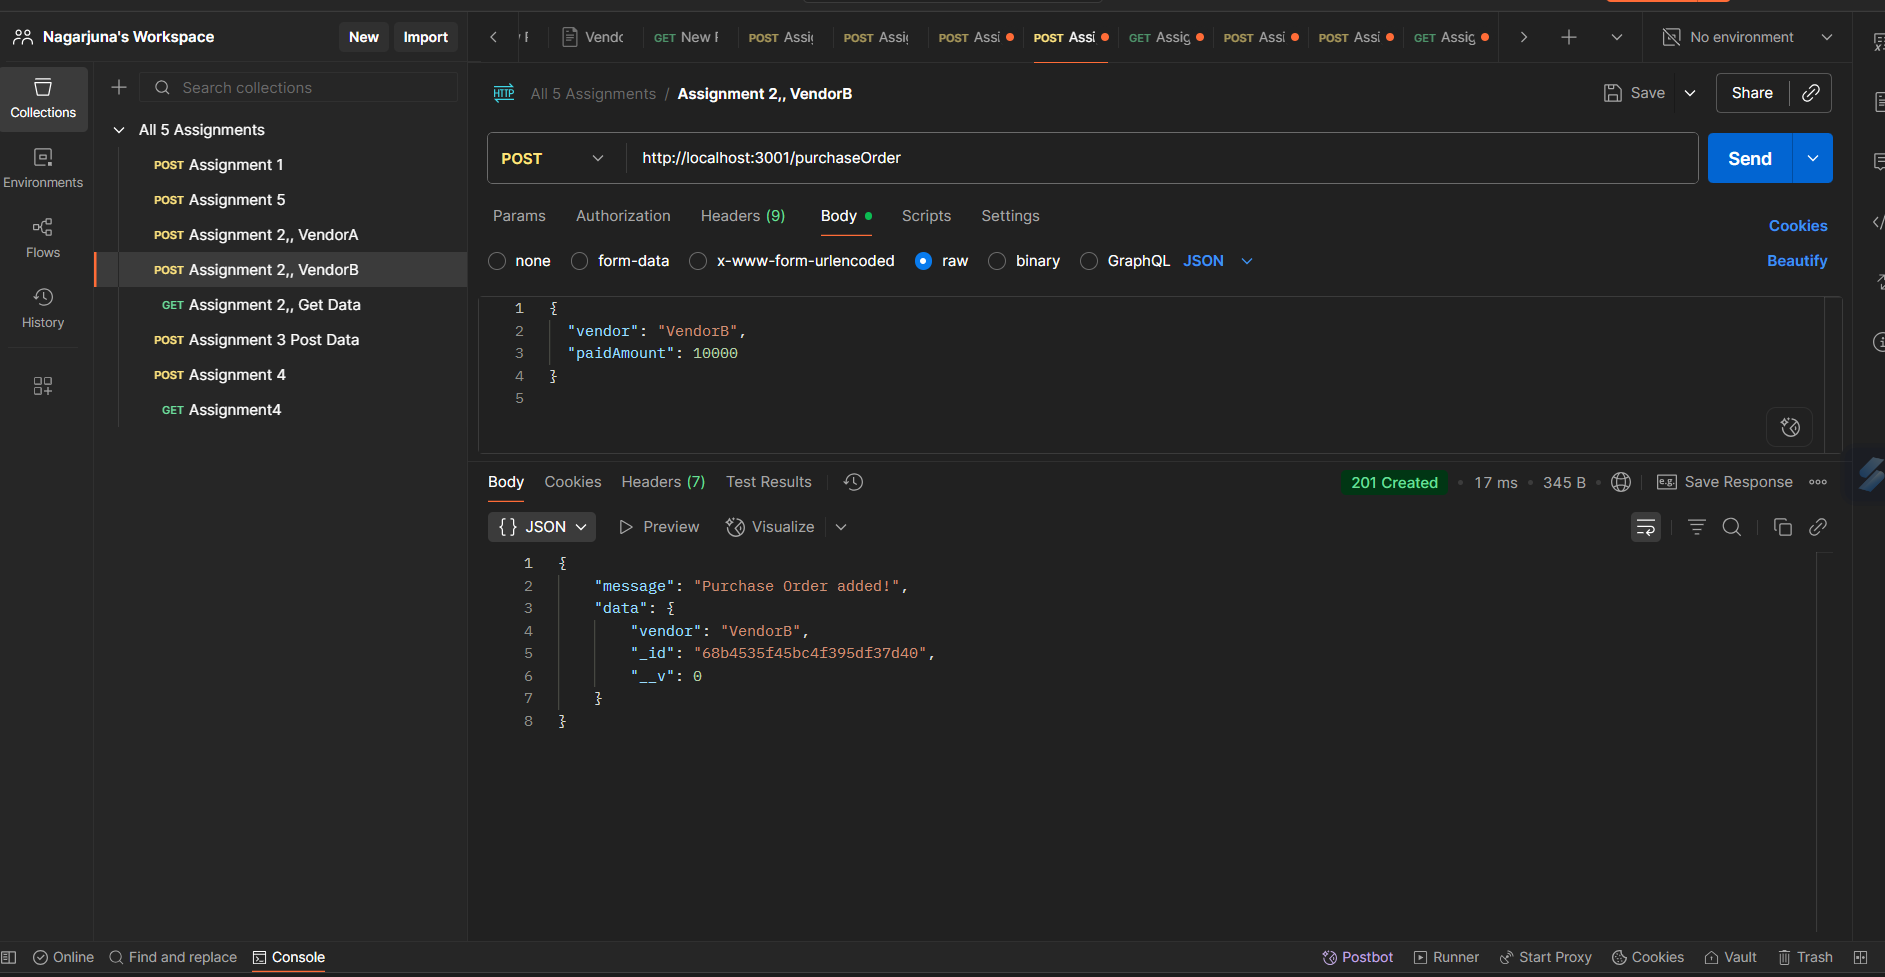 Nagarjuna's Workspace
New
Import
Vendo
GET New F
POST Assig
POST Assig
POST Assi
POST Assi
GET Assig
POST Assi
POST Assi
GET Assig
No environment
Collections
Environments
Flows
History
Search collections
All 5 Assignments
POST Assignment 1
POST Assignment 5
POST Assignment 2,, VendorA
POST Assignment 2,, VendorB
GET Assignment 2,, Get Data
POST Assignment 3 Post Data
POST Assignment 4
GET Assignment4
HTTP All 5 Assignments / Assignment 2,, VendorB
Save
Share
POST
http://localhost:3001/purchaseOrder
Send
Params Authorization Headers (9) Body Scripts Settings
Cookies
none form-data x-www-form-urlencoded raw binary GraphQL JSON
Beautify
1 {
2 "vendor": "VendorB",
3 "paidAmount": 10000
4 }
5
Body Cookies Headers (7) Test Results
201 Created • 17 ms • 345 B
e.g. Save Response
{} JSON Preview Visualize
1 {
2 "message": "Purchase Order added!",
3 "data": {
4 "vendor": "VendorB",
5 "_id": "68b4535f45bc4f395df37d40",
6 "__v": 0
7 }
8 }
Online Find and replace Console
Postbot Runner Start Proxy Cookies Vault Trash